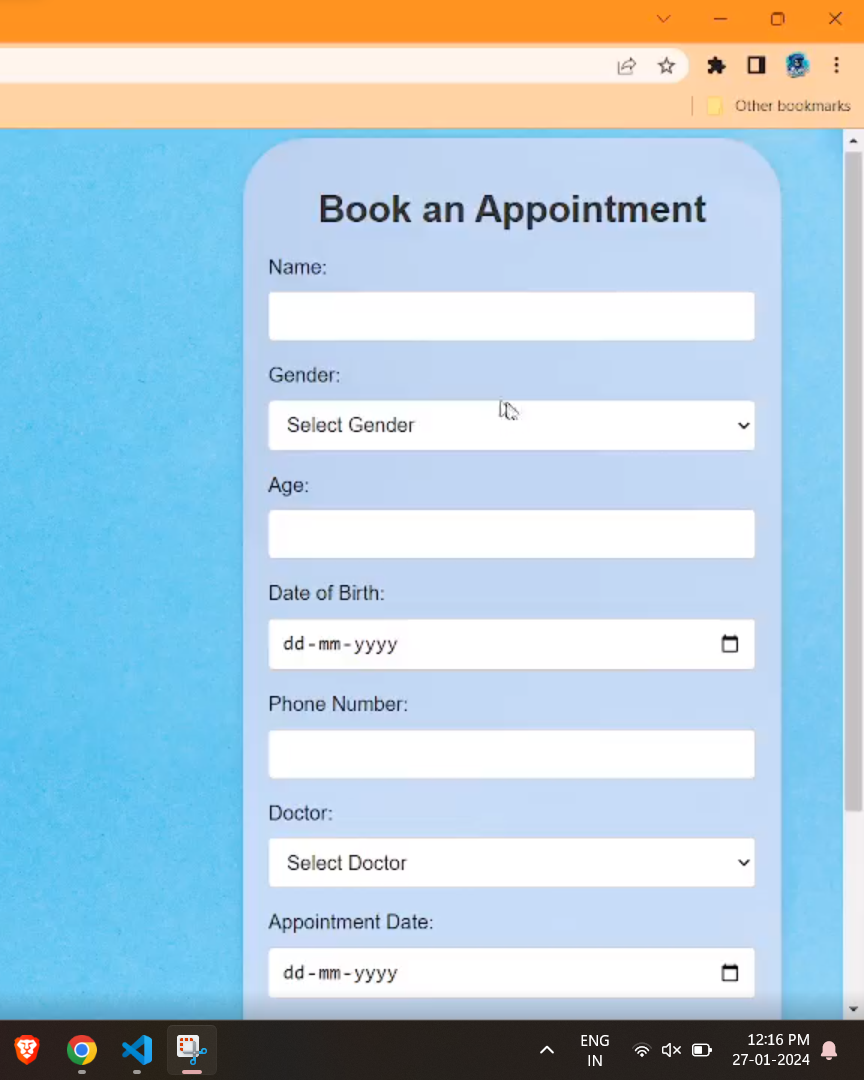 Other bookmarks
Book an Appointment
Name:
Gender:
Select Gender
Age:
Date of Birth:
dd-mm-yyyy
Phone Number:
Doctor:
Select Doctor
Appointment Date:
dd-mm-yyyy
ENG
IN
12:16 PM
27-01-2024